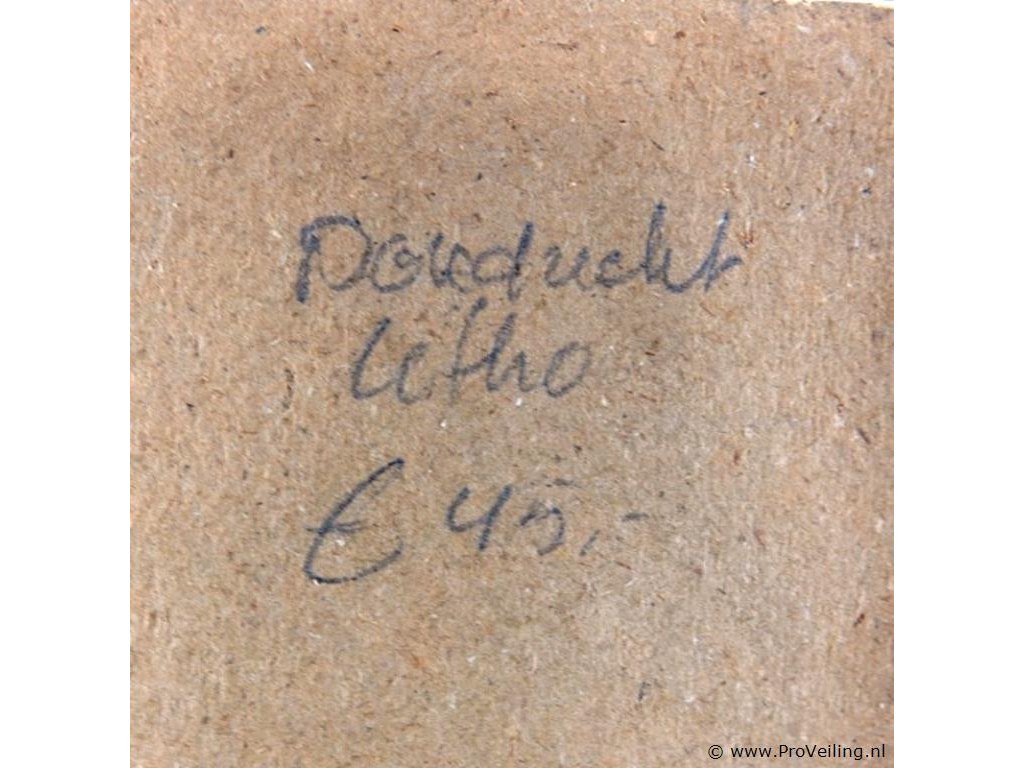 Dordrecht
Litho
€ 45,-
© www.ProVeiling.nl